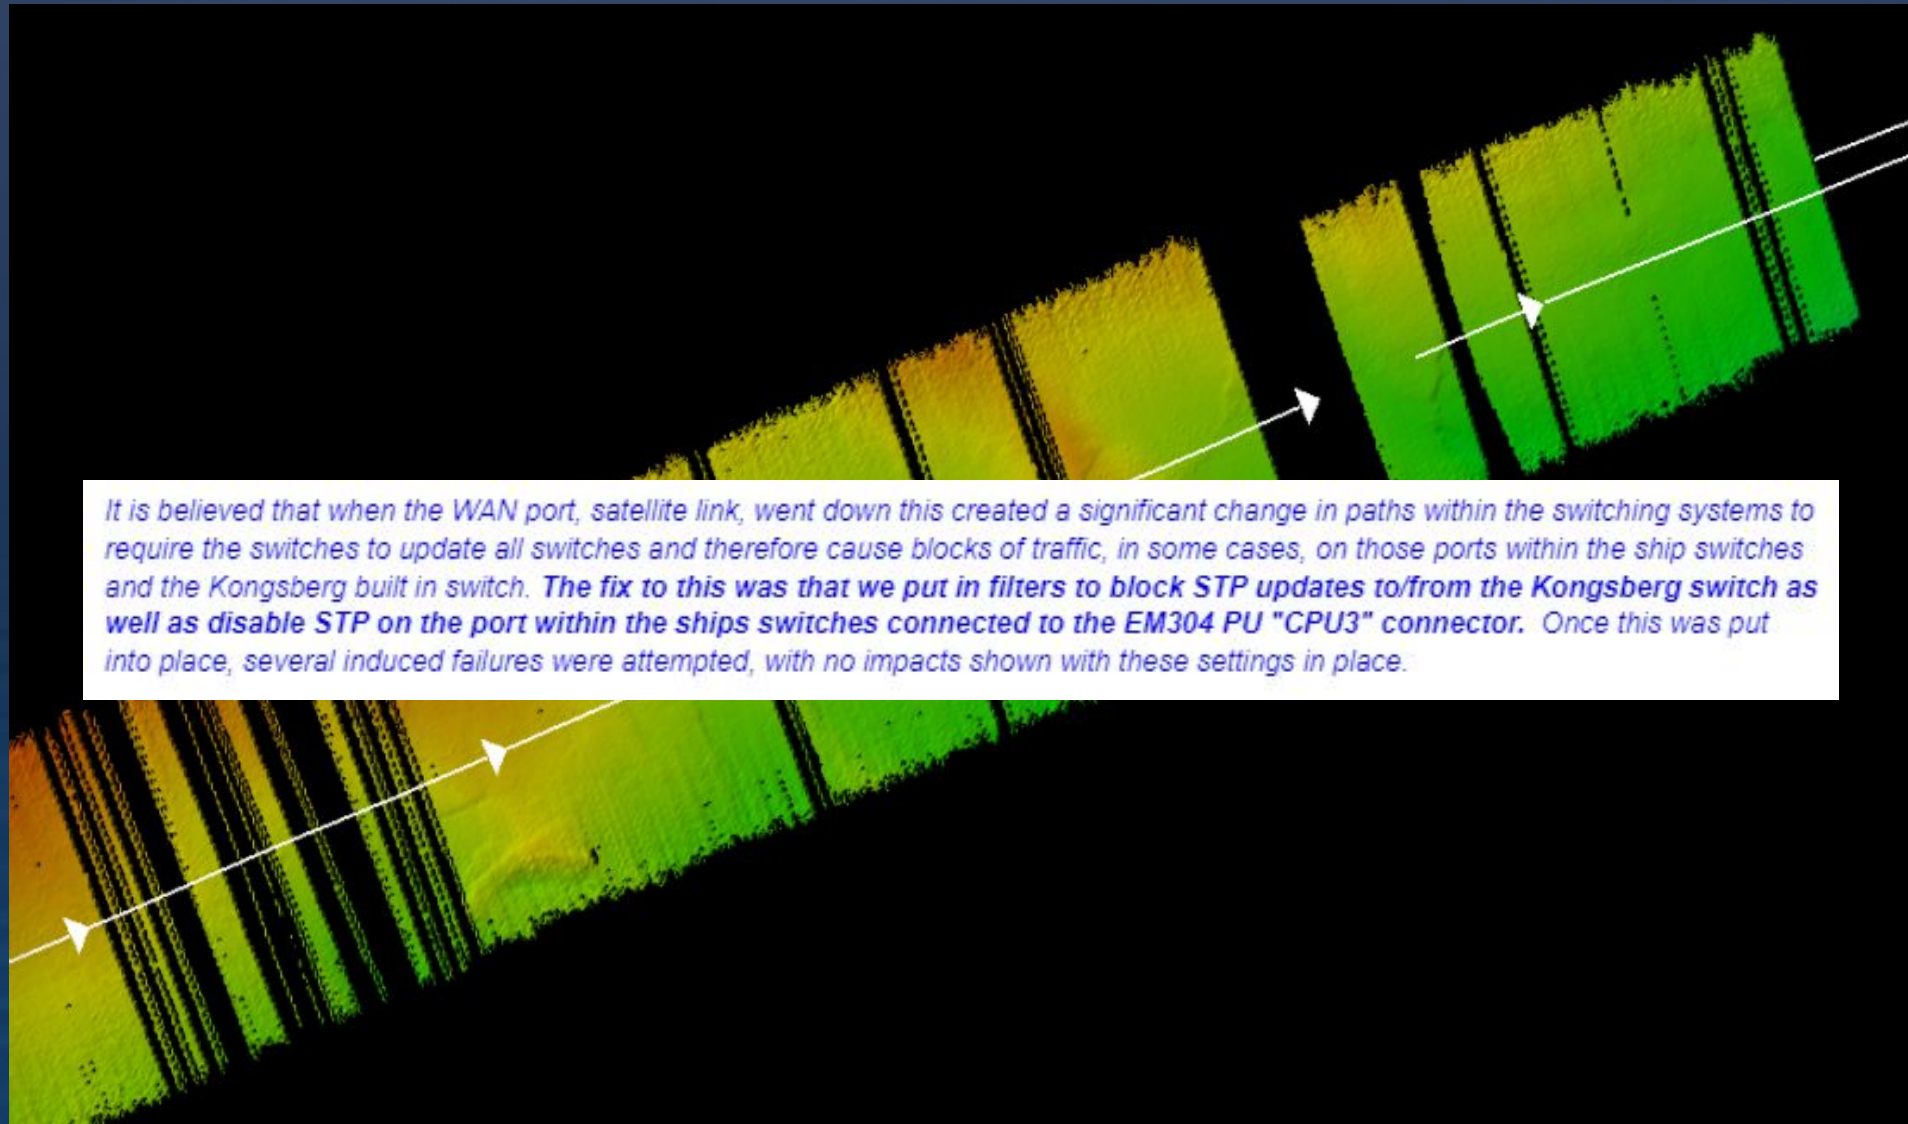 It is believed that when the WAN port, satellite link, went down this created a significant change in paths within the switching systems to
require the switches to update all switches and therefore cause blocks of traffic, in some cases, on those ports within the ship switches
and the Kongsberg built in switch. The fix to this was that we put in filters to block STP updates to/from the Kongsberg switch as
well as disable STP on the port within the ships switches connected to the EM304 PU "CPU3" connector. Once this was put
into place, several induced failures were attempted, with no impacts shown with these settings in place.